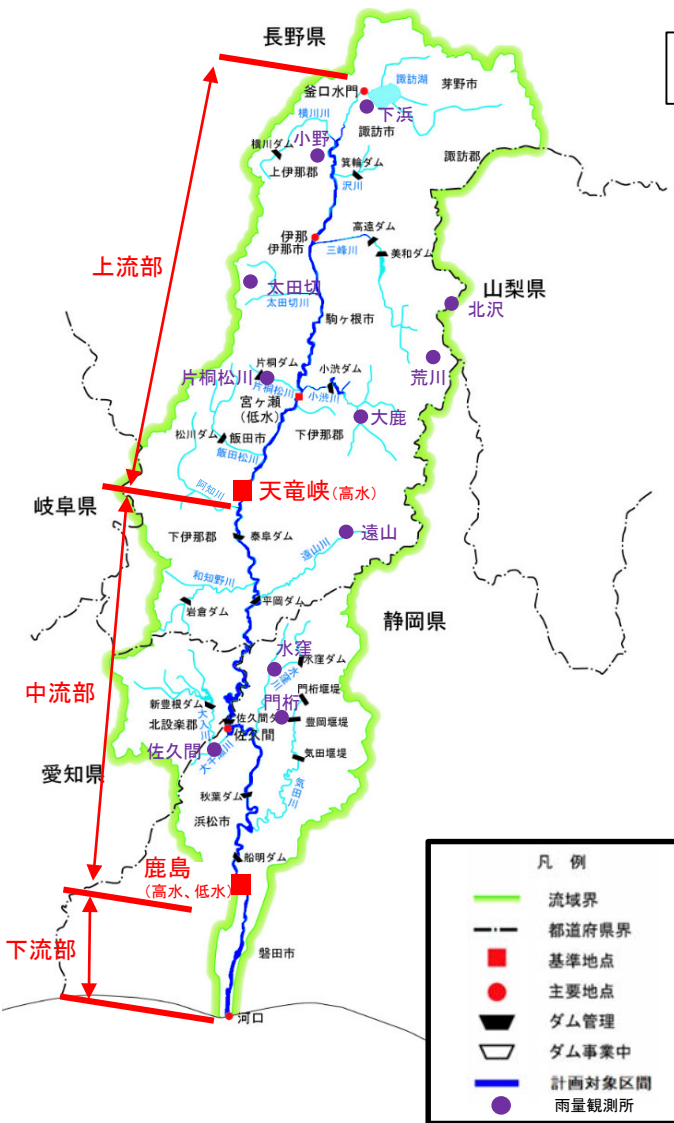 長野県
釜口水門
諏訪湖
芽野市
下浜
横川川
諏訪市
小野
横川ダム
箕輪ダム
諏訪郡
上伊那郡
沢川
伊那
伊那市
高遠ダム
三峰川
美和ダム
上流部
太田切
太田切川
山梨県
北沢
駒ヶ根市
荒川
片桐ダム
小渋ダム
片桐松川
片桐松川
小渋川
宮ヶ瀬
(低水)
大鹿
松川ダム
飯田市
下伊那郡
飯田松川
阿知川
天竜峡(高水)
岐阜県
下伊那郡
泰阜ダム
遠山
遠山川
和知野川
岩倉ダム
平岡ダム
静岡県
水窪
水窪ダム
水窪川
中流部
門桁堰堤
新豊根ダム
門桁
大入川
北設楽郡
佐久間ダ
豊岡堰堤
佐久間
佐久間
大千瀬川
気田堰堤
愛知県
気田川
秋葉ダム
浜松市
船明ダム
鹿島
(高水、低水)
下流部
磐田市
河口
凡 例
流域界
都道府県界
基準地点
主要地点
ダム管理
ダム事業中
計画対象区間
雨量観測所